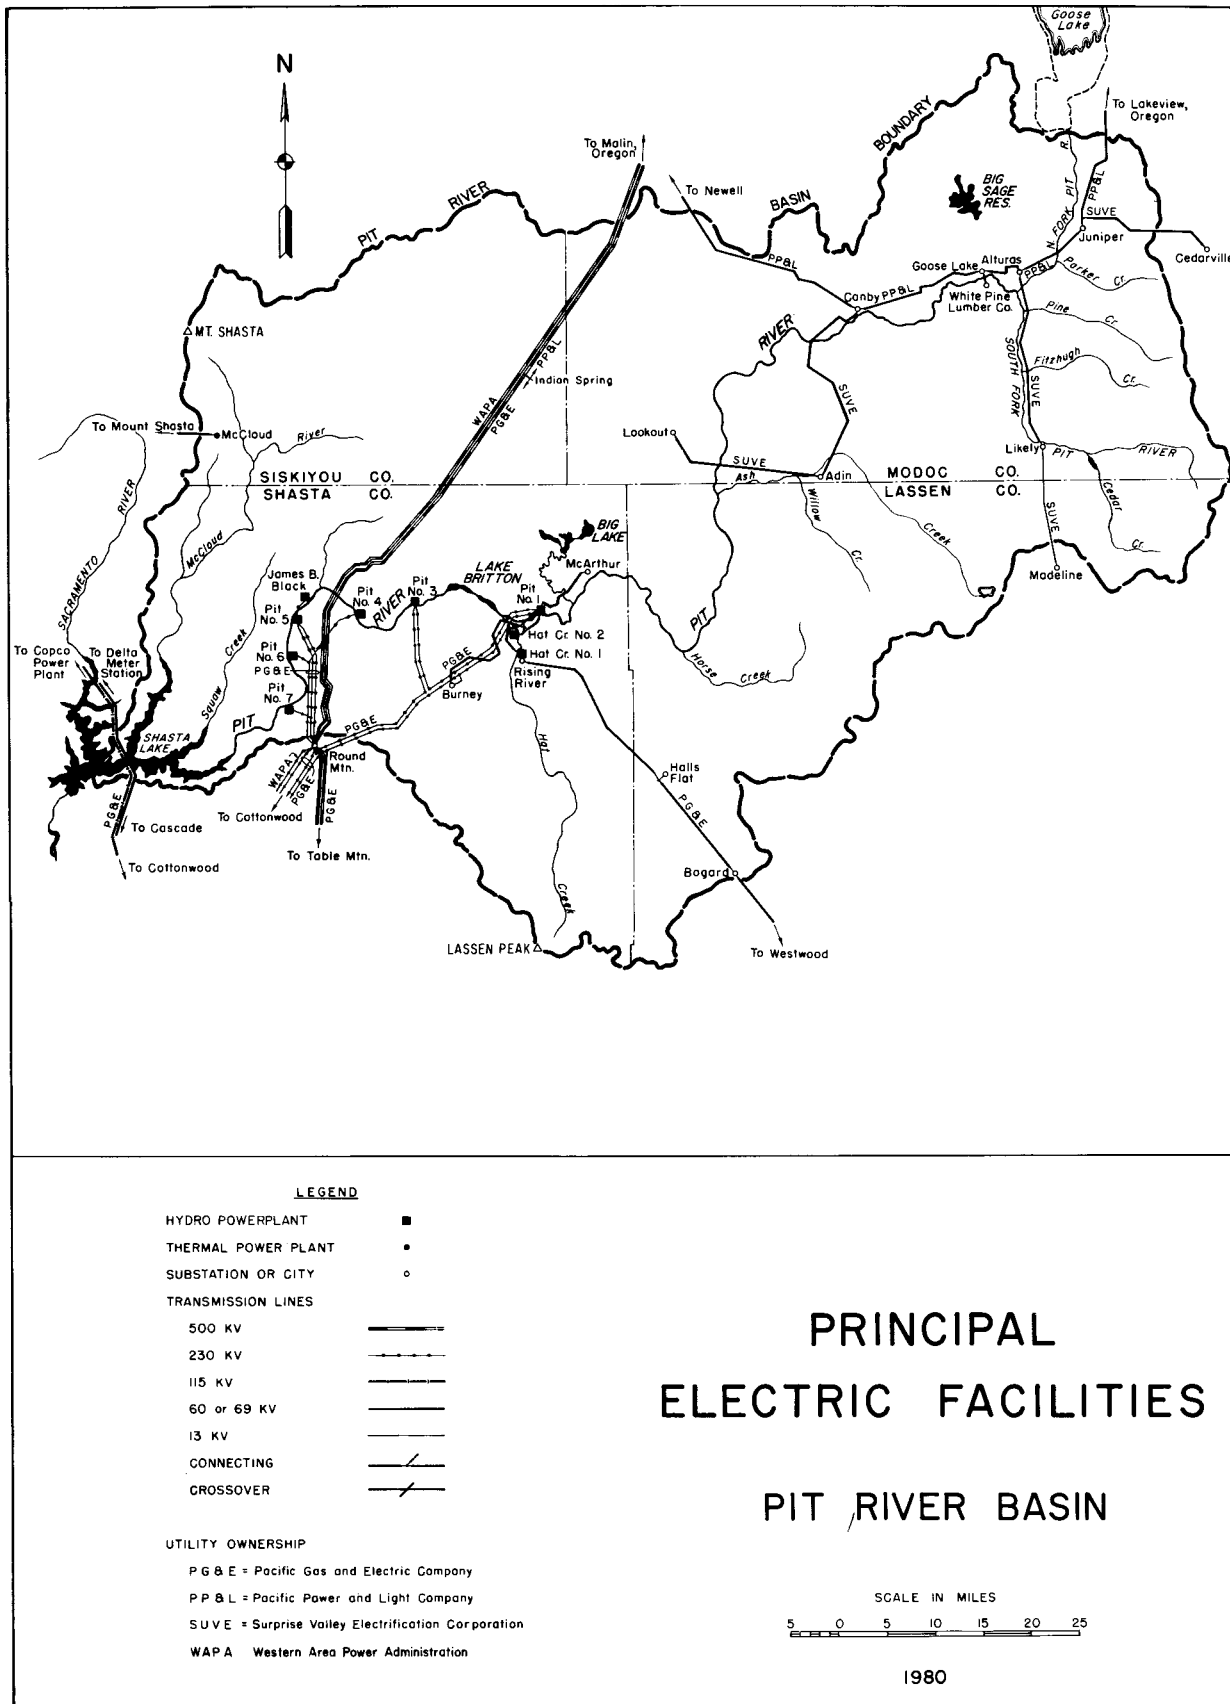 Goose
Lake
N
To Lakeview,
Oregon
To Malin,
Oregon
BOUNDARY
BASIN
RIVER
PIT
To Newell
BIG
SAGE
RES.
N. FORK PIT R.
PP&L
SUVE
Juniper
Cedarville
PP&L
Goose Lake
Alturas
PP&L
Parker Cr.
Canby
PP&L
White Pine
Lumber Co.
Pine Cr.
MT. SHASTA
RIVER
PP&L
Indian Spring
WAPA
PG&E
SOUTH FORK
Fitzhugh Cr.
SUVE
SUVE
To Mount Shasta
McCloud
River
Lookout
SUVE
Likely
PIT RIVER
SISKIYOU CO.
SHASTA CO.
Ash
Adin
MODOC CO.
LASSEN CO.
Cedar Cr.
Willow Cr.
Creek
SUVE
Madeline
SACRAMENTO RIVER
McCloud
BIG
LAKE
McArthur
James B.
Black
Pit
No. 4
RIVER
Pit
No. 3
LAKE
BRITTON
Pit
No. 1
Pit
No. 5
Hat Cr. No. 2
Hat Cr. No. 1
Rising
River
PIT
Horse Creek
Squaw Creek
Pit
No. 6
PG&E
Pit
No. 7
PG&E
Burney
To Copco
Power
Plant
To Delta
Meter
Station
PIT
SHASTA
LAKE
PG&E
Round
Mtn.
WAPA
PG&E
PG&E
To Cottonwood
To Table Mtn.
PG&E
To Cascade
To Cottonwood
Hat
Creek
Halls
Flat
PG&E
Bogard
To Westwood
LASSEN PEAK
LEGEND
HYDRO POWERPLANT
THERMAL POWER PLANT
SUBSTATION OR CITY
TRANSMISSION LINES
500 KV
230 KV
115 KV
60 or 69 KV
13 KV
CONNECTING
CROSSOVER
UTILITY OWNERSHIP
PG & E = Pacific Gas and Electric Company
PP & L = Pacific Power and Light Company
SUVE = Surprise Valley Electrification Corporation
WAPA Western Area Power Administration
PRINCIPAL
ELECTRIC FACILITIES
PIT RIVER BASIN
SCALE IN MILES
5 0 5 10 15 20 25
1980